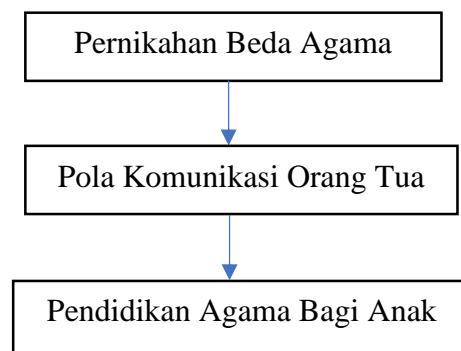 Pernikahan Beda Agama
Pola Komunikasi Orang Tua
Pendidikan Agama Bagi Anak